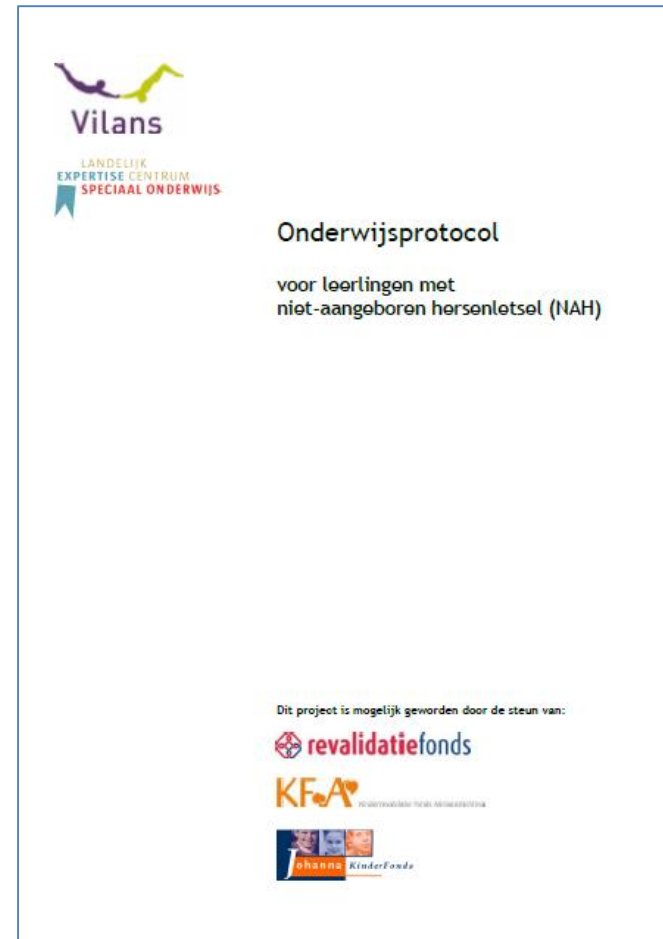 Vilans
LANDELIJK
EXPERTISE CENTRUM
SPECIAAL ONDERWIJS
Onderwijsprotocol
voor leerlingen met
niet-aangeboren hersenletsel (NAH)
Dit project is mogelijk geworden door de steun van:
revalidatiefonds
KFA
Johanna KinderFonds